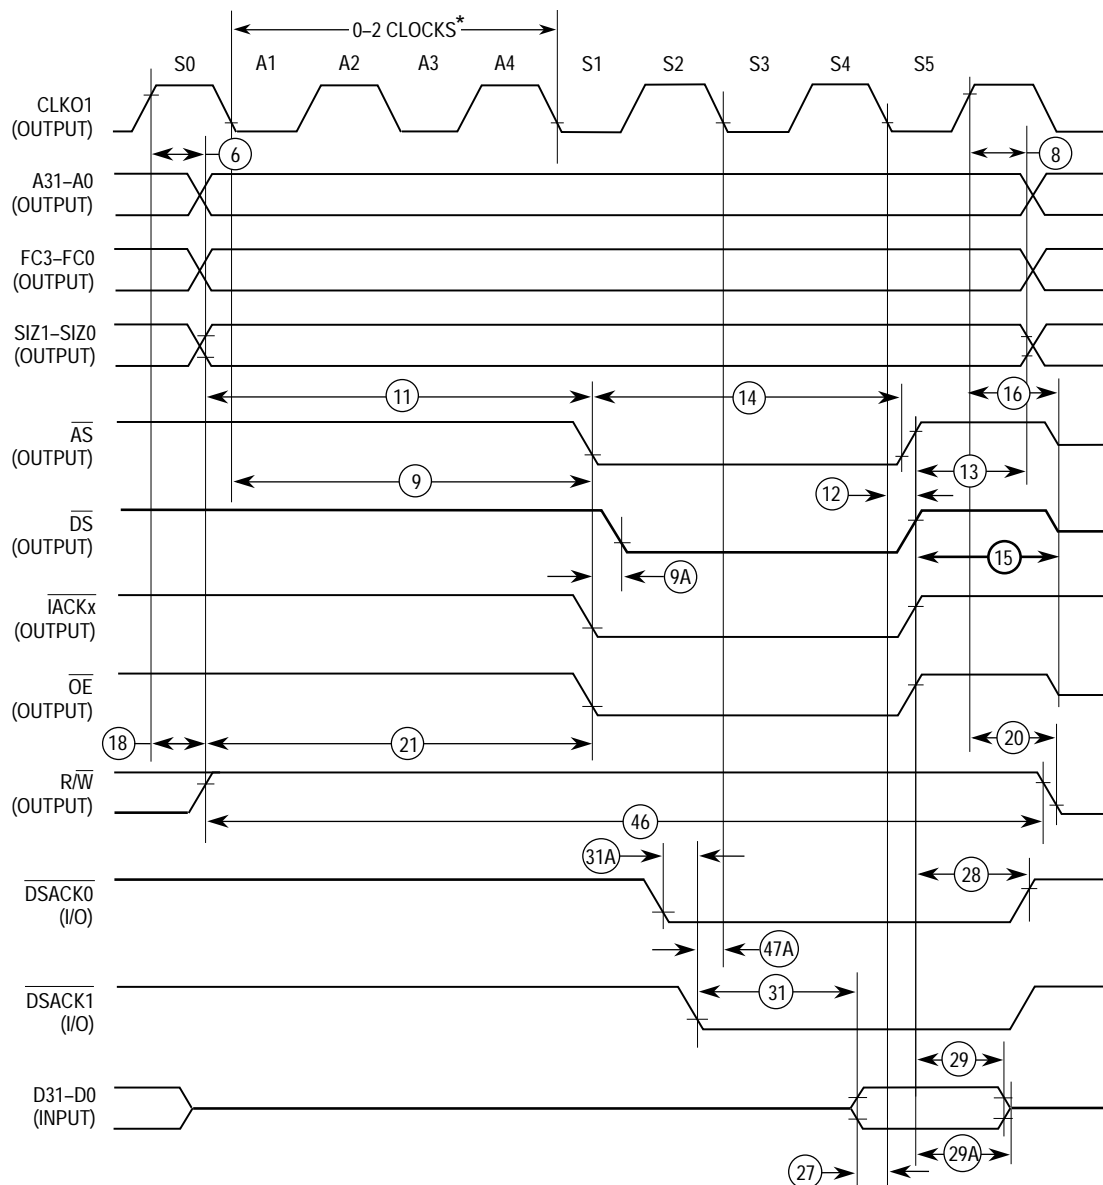 0–2 CLOCKS*
S0 A1 A2 A3 A4 S1 S2 S3 S4 S5
CLKO1
(OUTPUT)
6
8
A31–A0
(OUTPUT)
FC3–FC0
(OUTPUT)
SIZ1–SIZ0
(OUTPUT)
11
14
16
AS
(OUTPUT)
9
12
13
DS
(OUTPUT)
9A
15
IACKx
(OUTPUT)
OE
(OUTPUT)
18
21
20
R/W
(OUTPUT)
46
31A
28
DSACK0
(I/O)
47A
31
DSACK1
(I/O)
29
D31–D0
(INPUT)
29A
27